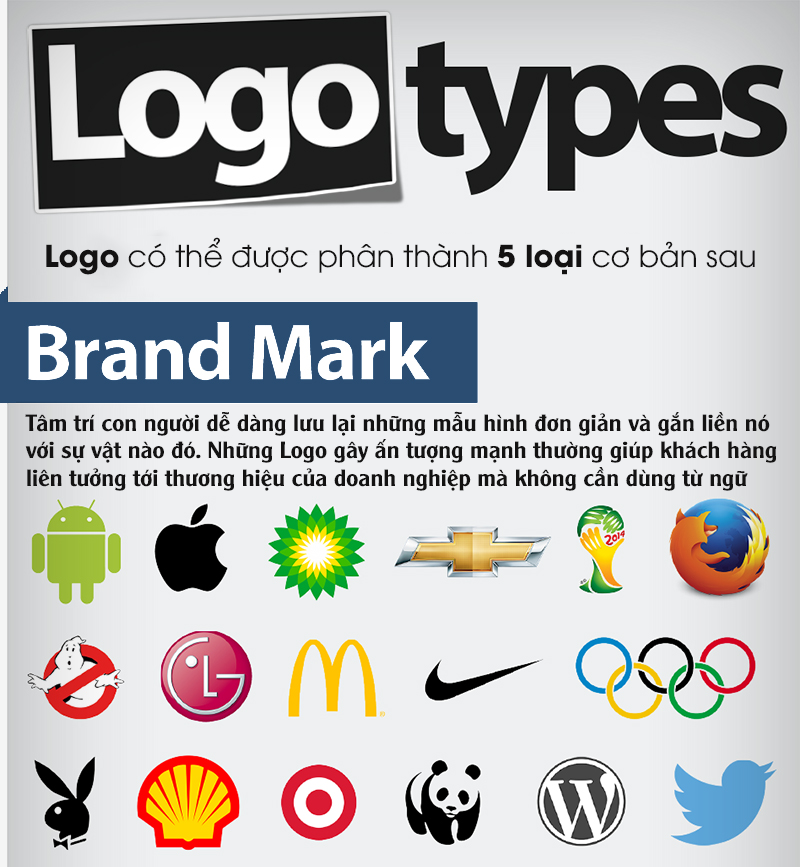 Logo types
Logo có thể được phân thành 5 loại cơ bản sau
Brand Mark
Tâm trí con người dễ dàng lưu lại những mẫu hình đơn giản và gắn liền nó
với sự vật nào đó. Những Logo gây ấn tượng mạnh thường giúp khách hàng
liên tưởng tới thương hiệu của doanh nghiệp mà không cần dùng từ ngữ
2014
LG
®
W